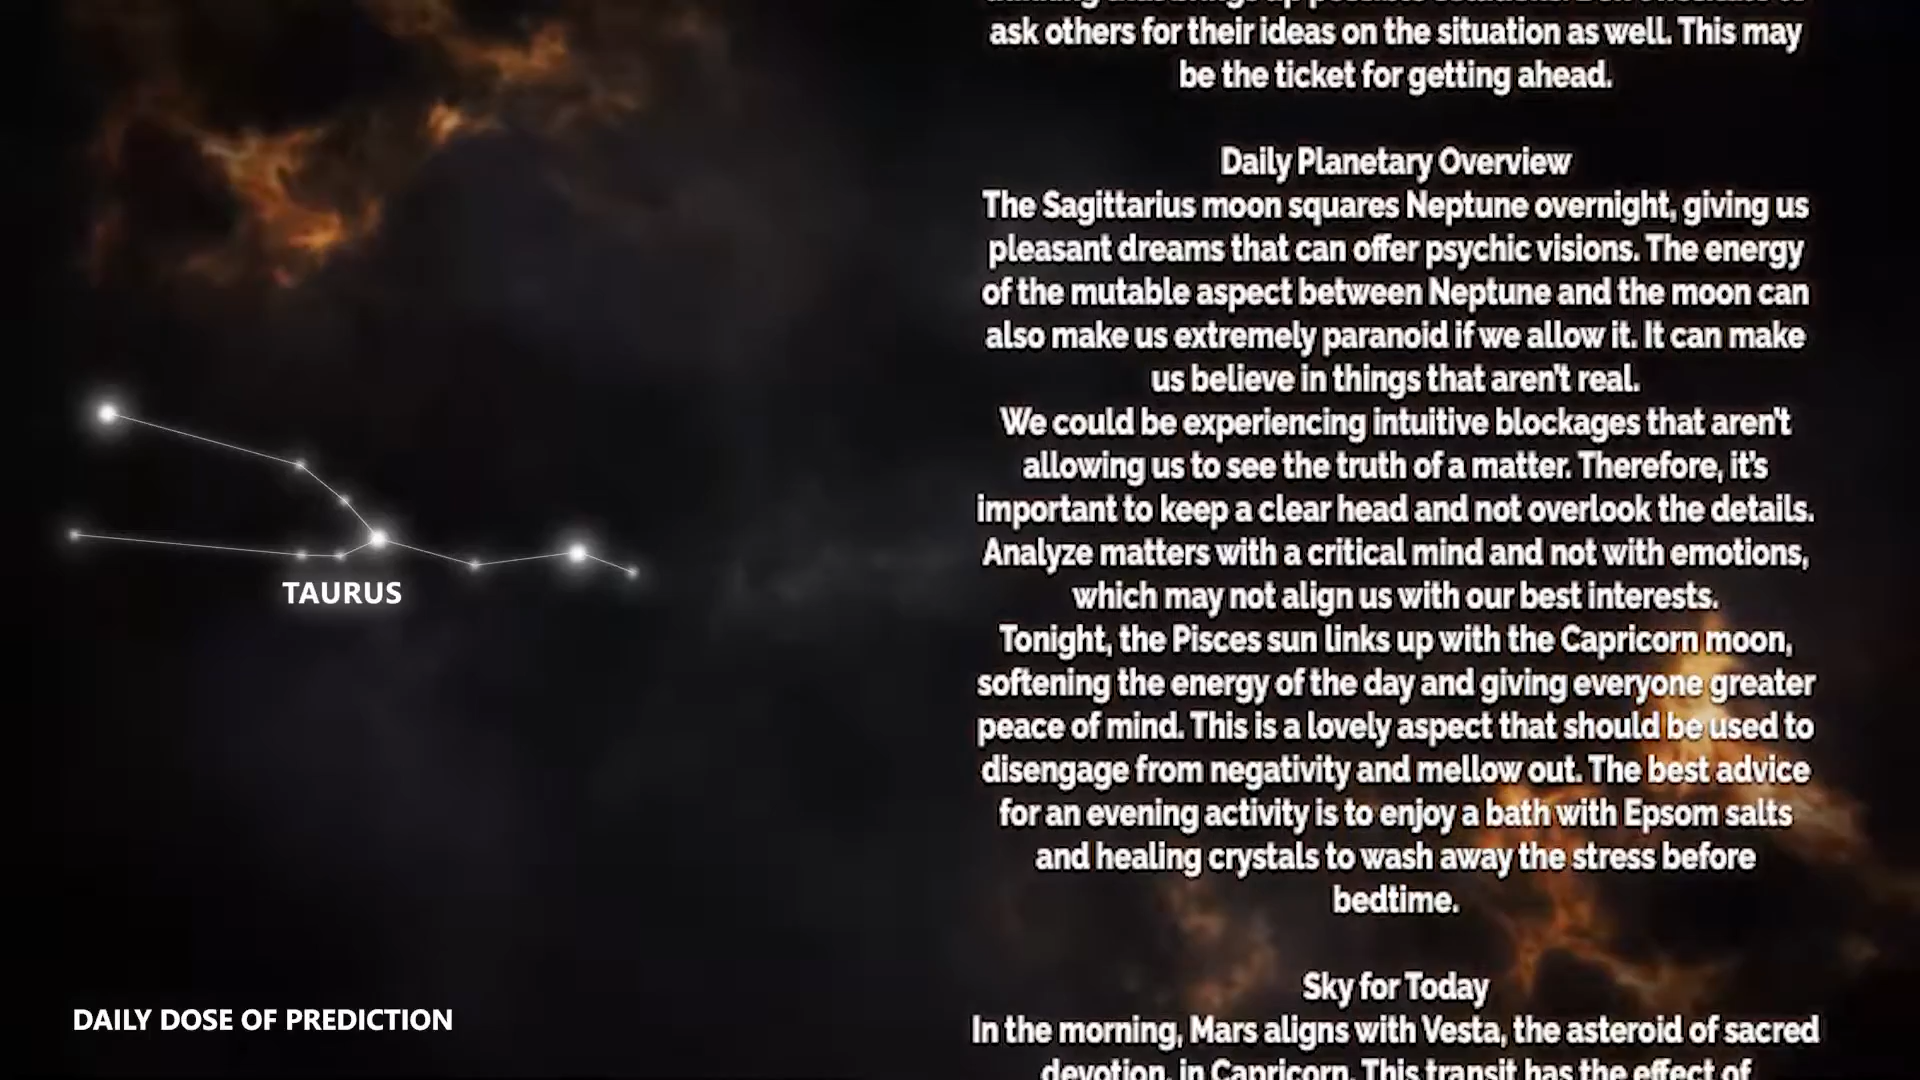 ask others for their ideas on the situation as well. This may
be the ticket for getting ahead.
Daily Planetary Overview
The Sagittarius moon squares Neptune overnight, giving us
pleasant dreams that can offer psychic visions. The energy
of the mutable aspect between Neptune and the moon can
also make us extremely paranoid if we allow it. It can make
us believe in things that aren't real.
We could be experiencing intuitive blockages that aren't
allowing us to see the truth of a matter. Therefore, it's
important to keep a clear head and not overlook the details.
Analyze matters with a critical mind and not with emotions,
which may not align us with our best interests.
Tonight, the Pisces sun links up with the Capricorn moon,
softening the energy of the day and giving everyone greater
peace of mind. This is a lovely aspect that should be used to
disengage from negativity and mellow out. The best advice
for an evening activity is to enjoy a bath with Epsom salts
and healing crystals to wash away the stress before
bedtime.
Sky for Today
In the morning, Mars aligns with Vesta, the asteroid of sacred
devotion, in Capricorn. This transit has the effect of
TAURUS
DAILY DOSE OF PREDICTION